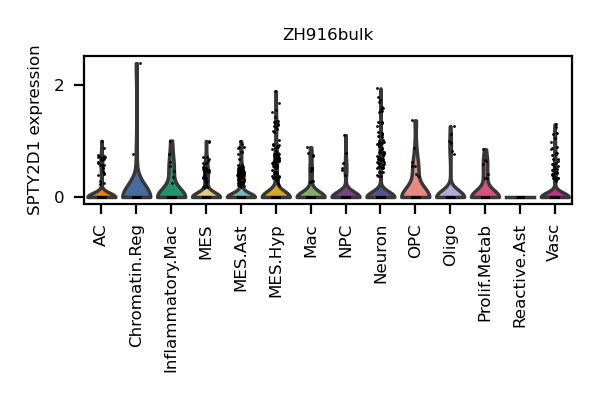 ZH916bulk
SPTY2D1 expression
2
0
AC
Chromatin.Reg
Inflammatory.Mac
MES
MES.Ast
MES.Hyp
Mac
NPC
Neuron
OPC
Oligo
Prolif.Metab
Reactive.Ast
Vasc